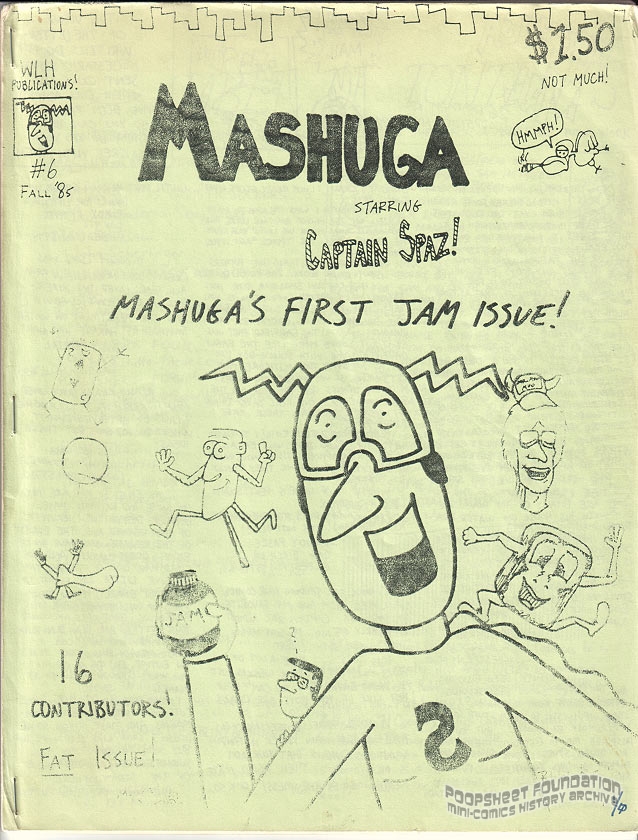 $1.50
NOT MUCH!
HMMPH!
WLH
PUBLICATIONS!
#6
FALL '85
MASHUGA
STARRING
CAPTAIN SPAZ!
MASHUGA'S FIRST JAM ISSUE!
?
JAM
S
16
CONTRIBUTORS!
FAT ISSUE!
POOPSHEET FOUNDATION
MINI-COMICS HISTORY ARCHIVE